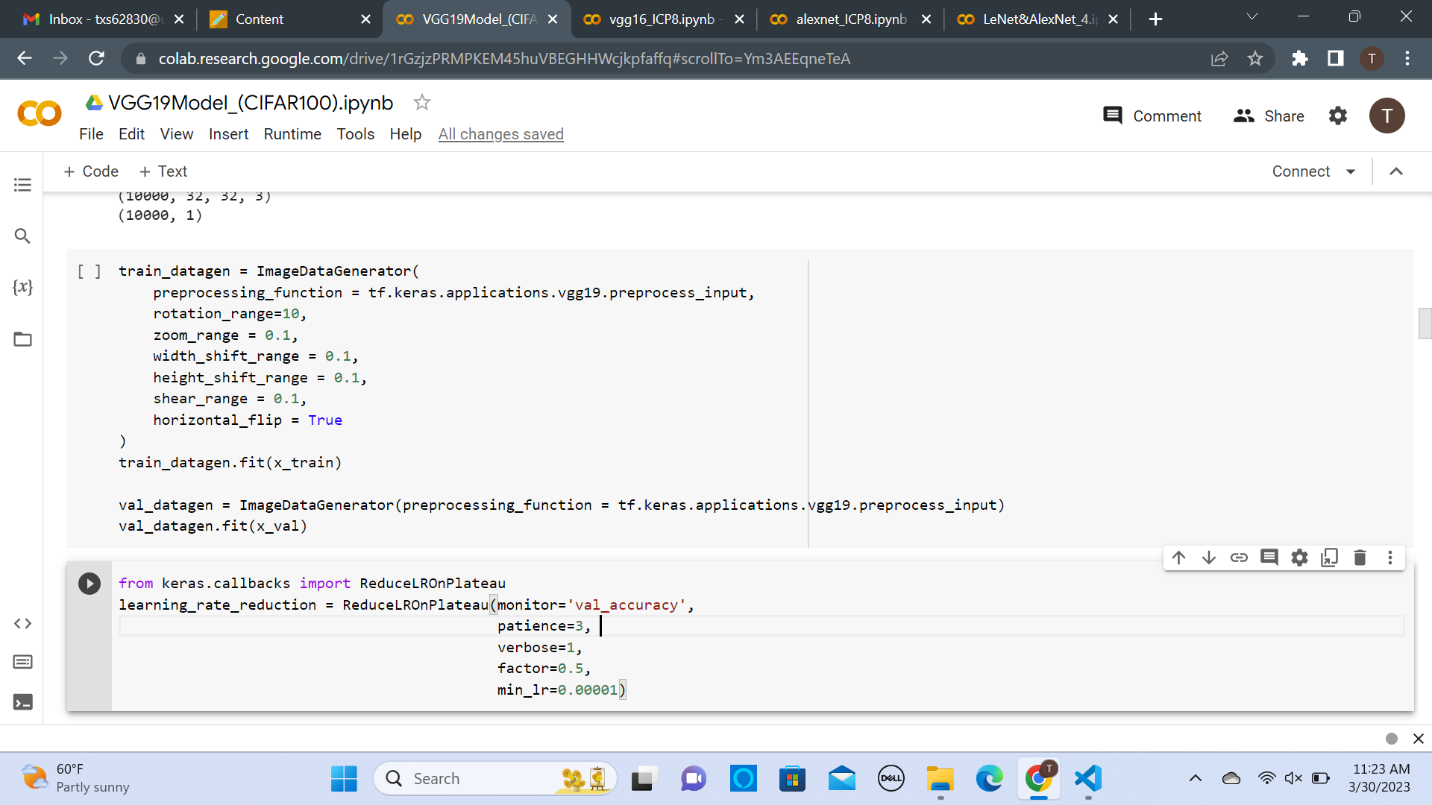 Inbox - txs62830@
Content
VGG19Model_(CIFA
vgg16_ICP8.ipynb -
alexnet_ICP8.ipynb
LeNet&AlexNet_4.i
colab.research.google.com/drive/1rGzjzPRMPKEM45huVBEGHHWcjkpfaffq#scrollTo=Ym3AEEqneTeA
T
VGG19Model_(CIFAR100).ipynb
File Edit View Insert Runtime Tools Help All changes saved
Comment Share T
+ Code + Text Connect
(10000, 32, 32, 3)
(10000, 1)
[ ] train_datagen = ImageDataGenerator(
preprocessing_function = tf.keras.applications.vgg19.preprocess_input,
rotation_range=10,
zoom_range = 0.1,
width_shift_range = 0.1,
height_shift_range = 0.1,
shear_range = 0.1,
horizontal_flip = True
)
train_datagen.fit(x_train)
val_datagen = ImageDataGenerator(preprocessing_function = tf.keras.applications.vgg19.preprocess_input)
val_datagen.fit(x_val)
from keras.callbacks import ReduceLROnPlateau
learning_rate_reduction = ReduceLROnPlateau(monitor='val_accuracy',
patience=3,
verbose=1,
factor=0.5,
min_lr=0.00001)
{x}
60°F
Partly cloudy
Search
DELL
T
11:23 AM
3/30/2023